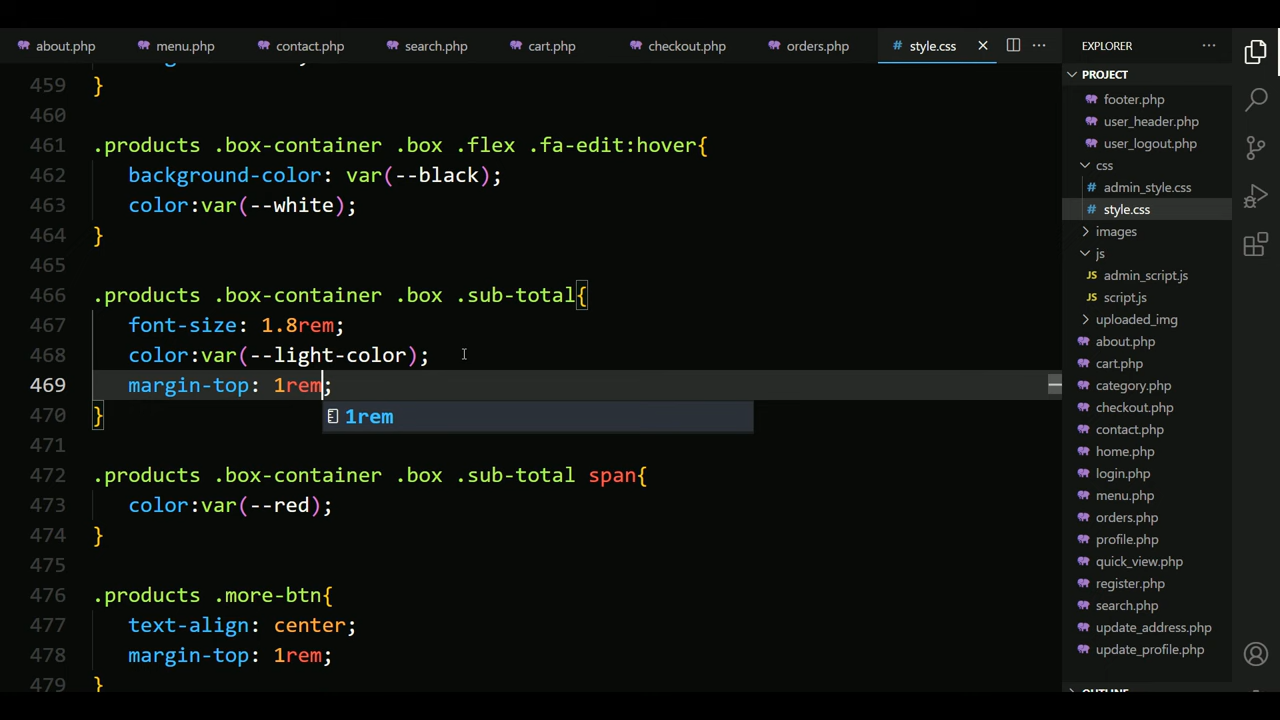 about.php menu.php contact.php search.php cart.php checkout.php orders.php # style.css × ···
EXPLORER ···
PROJECT
footer.php
user_header.php
user_logout.php
css
# admin_style.css
# style.css
images
js
JS admin_script.js
JS script.js
uploaded_img
about.php
cart.php
category.php
checkout.php
contact.php
home.php
login.php
menu.php
orders.php
profile.php
quick_view.php
register.php
search.php
update_address.php
update_profile.php
OUTLINE
459 }
460
461 .products .box-container .box .flex .fa-edit:hover{
462 background-color: var(--black);
463 color:var(--white);
464 }
465
466 .products .box-container .box .sub-total{
467 font-size: 1.8rem;
468 color:var(--light-color);
469 margin-top: 1rem;
1rem
470 }
471
472 .products .box-container .box .sub-total span{
473 color:var(--red);
474 }
475
476 .products .more-btn{
477 text-align: center;
478 margin-top: 1rem;
479 }